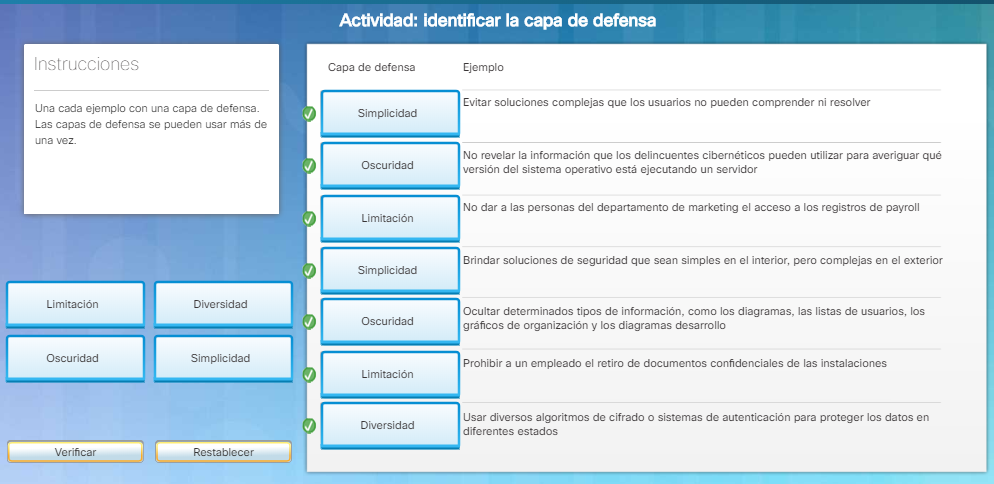 Actividad: identificar la capa de defensa
Instrucciones
Una cada ejemplo con una capa de defensa.
Las capas de defensa se pueden usar más de
una vez.
Limitación
Diversidad
Oscuridad
Simplicidad
Verificar
Restablecer
Capa de defensa
Ejemplo
Simplicidad
Evitar soluciones complejas que los usuarios no pueden comprender ni resolver
Oscuridad
No revelar la información que los delincuentes cibernéticos pueden utilizar para averiguar qué
versión del sistema operativo está ejecutando un servidor
Limitación
No dar a las personas del departamento de marketing el acceso a los registros de payroll
Simplicidad
Brindar soluciones de seguridad que sean simples en el interior, pero complejas en el exterior
Oscuridad
Ocultar determinados tipos de información, como los diagramas, las listas de usuarios, los
gráficos de organización y los diagramas desarrollo
Limitación
Prohibir a un empleado el retiro de documentos confidenciales de las instalaciones
Diversidad
Usar diversos algoritmos de cifrado o sistemas de autenticación para proteger los datos en
diferentes estados